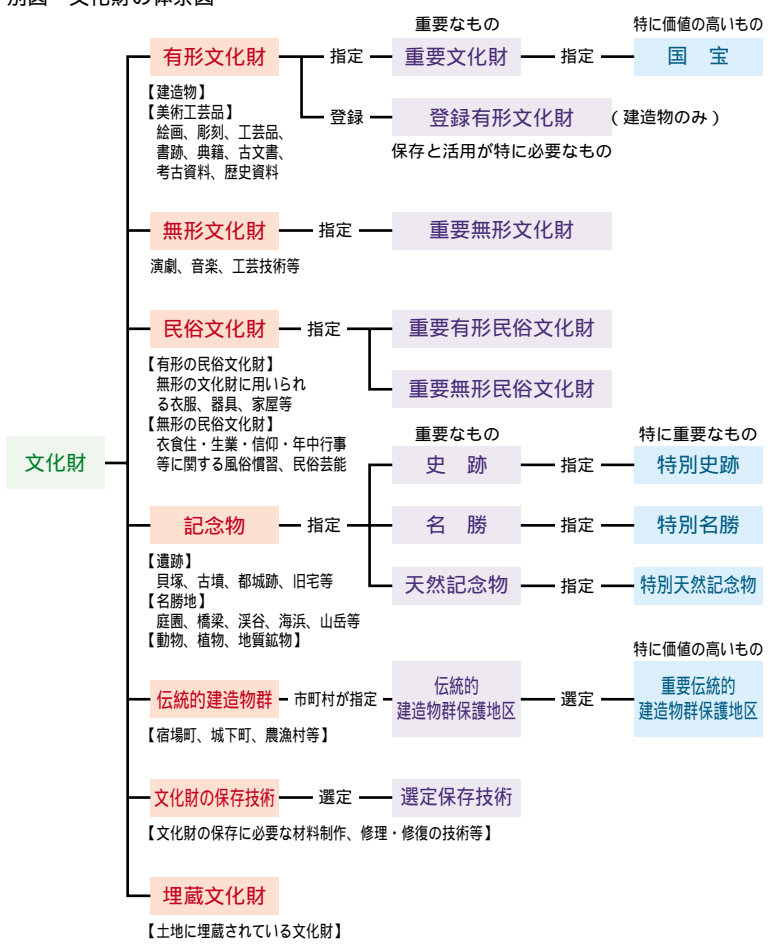 別図 文化財の体系図
重要なもの
特に価値の高いもの
有形文化財
指定
重要文化財
指定
国 宝
【建造物】
【美術工芸品】
絵画、彫刻、工芸品、
書跡、典籍、古文書、
考古資料、歴史資料
登録
登録有形文化財
(建造物のみ)
保存と活用が特に必要なもの
無形文化財
指定
重要無形文化財
演劇、音楽、工芸技術等
民俗文化財
指定
重要有形民俗文化財
重要無形民俗文化財
【有形の民俗文化財】
無形の文化財に用いられ
る衣服、器具、家屋等
【無形の民俗文化財】
衣食住・生業・信仰・年中行事
等に関する風俗慣習、民俗芸能
文化財
重要なもの
特に重要なもの
史 跡
指定
特別史跡
記念物
指定
名 勝
指定
特別名勝
天然記念物
指定
特別天然記念物
【遺跡】
貝塚、古墳、都城跡、旧宅等
【名勝地】
庭園、橋梁、渓谷、海浜、山岳等
【動物、植物、地質鉱物】
特に価値の高いもの
伝統的建造物群
市町村が指定
伝統的
建造物群保護地区
選定
重要伝統的
建造物群保護地区
【宿場町、城下町、農漁村等】
文化財の保存技術
選定
選定保存技術
【文化財の保存に必要な材料制作、修理・修復の技術等】
埋蔵文化財
【土地に埋蔵されている文化財】